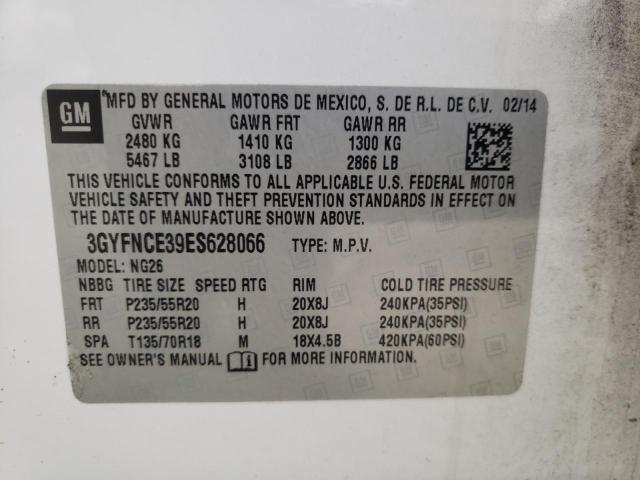 GM
MFD BY GENERAL MOTORS DE MEXICO, S. DE R.L. DE C.V. 02/14
GVWR GAWR FRT GAWR RR
2480 KG 1410 KG 1300 KG
5467 LB 3108 LB 2866 LB
THIS VEHICLE CONFORMS TO ALL APPLICABLE U.S. FEDERAL MOTOR
VEHICLE SAFETY AND THEFT PREVENTION STANDARDS IN EFFECT ON
THE DATE OF MANUFACTURE SHOWN ABOVE.
3GYFNCE39ES628066 TYPE: M.P.V.
MODEL: NG26
NBBG TIRE SIZE SPEED RTG RIM COLD TIRE PRESSURE
FRT P235/55R20 H 20X8J 240KPA(35PSI)
RR P235/55R20 H 20X8J 240KPA(35PSI)
SPA T135/70R18 M 18X4.5B 420KPA(60PSI)
SEE OWNER'S MANUAL FOR MORE INFORMATION